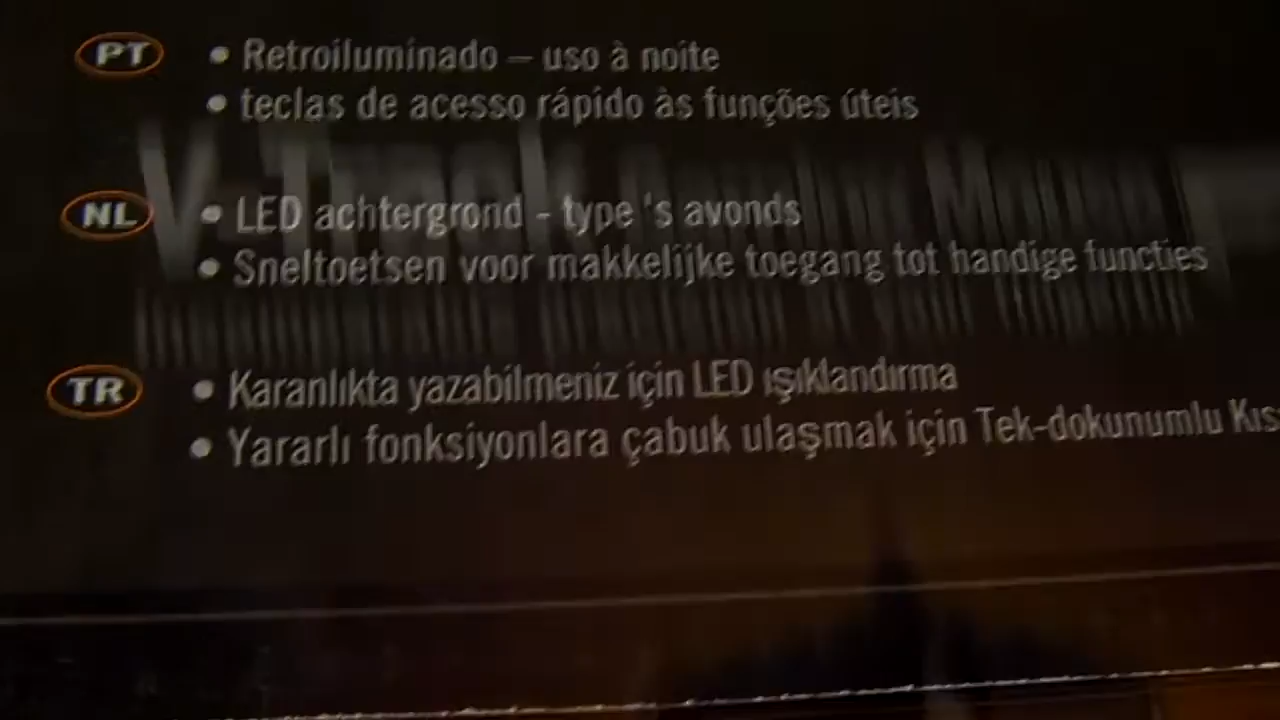 PT
• Retroiluminado – uso à noite
• teclas de acesso rápido às funções úteis
NL
• LED achtergrond - type 's avonds
• Sneltoetsen voor makkelijke toegang tot handige functies
TR
• Karanlıkta yazabilmeniz için LED ışıklandırma
• Yararlı fonksiyonlara çabuk ulaşmak için Tek-dokunumlu Kıs